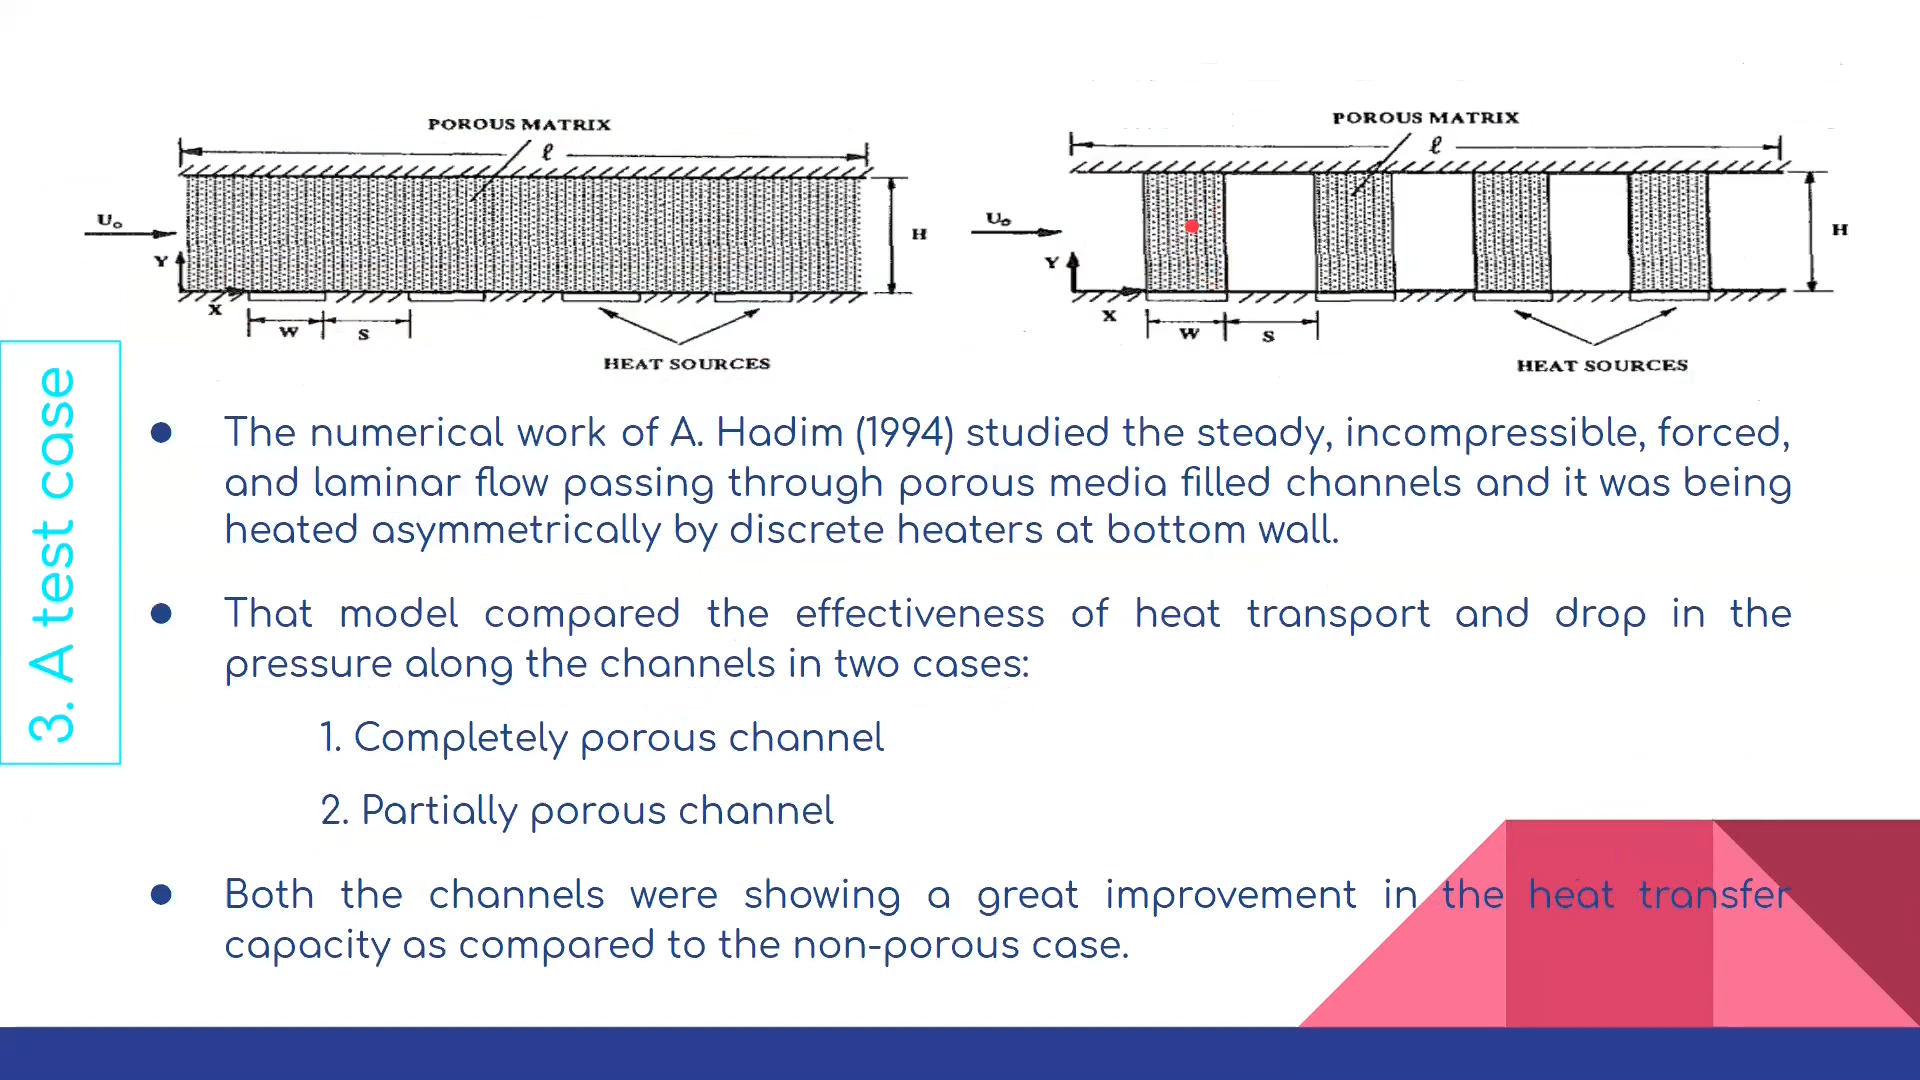 POROUS MATRIX
ℓ
U₀
H
Y
X
W
S
HEAT SOURCES
POROUS MATRIX
ℓ
U₀
H
Y
X
W
S
HEAT SOURCES
3. A test case
● The numerical work of A. Hadim (1994) studied the steady, incompressible, forced,
and laminar flow passing through porous media filled channels and it was being
heated asymmetrically by discrete heaters at bottom wall.
● That model compared the effectiveness of heat transport and drop in the
pressure along the channels in two cases:
1. Completely porous channel
2. Partially porous channel
● Both the channels were showing a great improvement in the heat transfer
capacity as compared to the non-porous case.